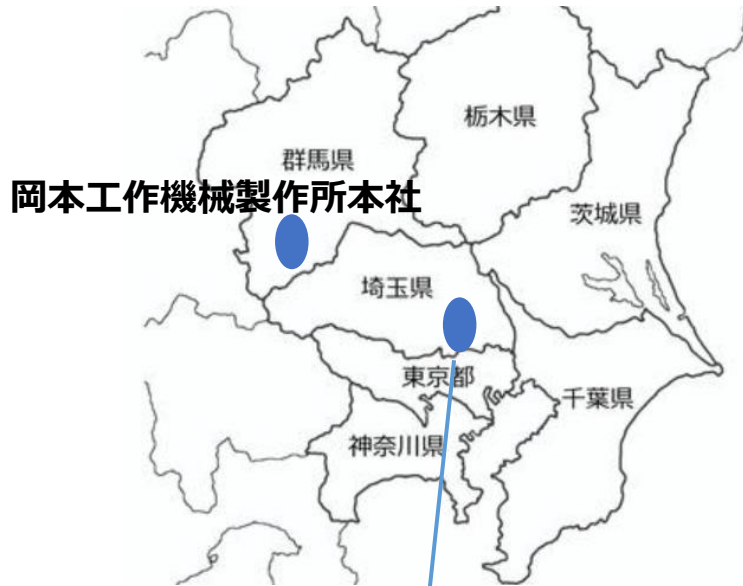 栃木県
群馬県
岡本工作機械製作所本社
茨城県
埼玉県
東京都
千葉県
神奈川県